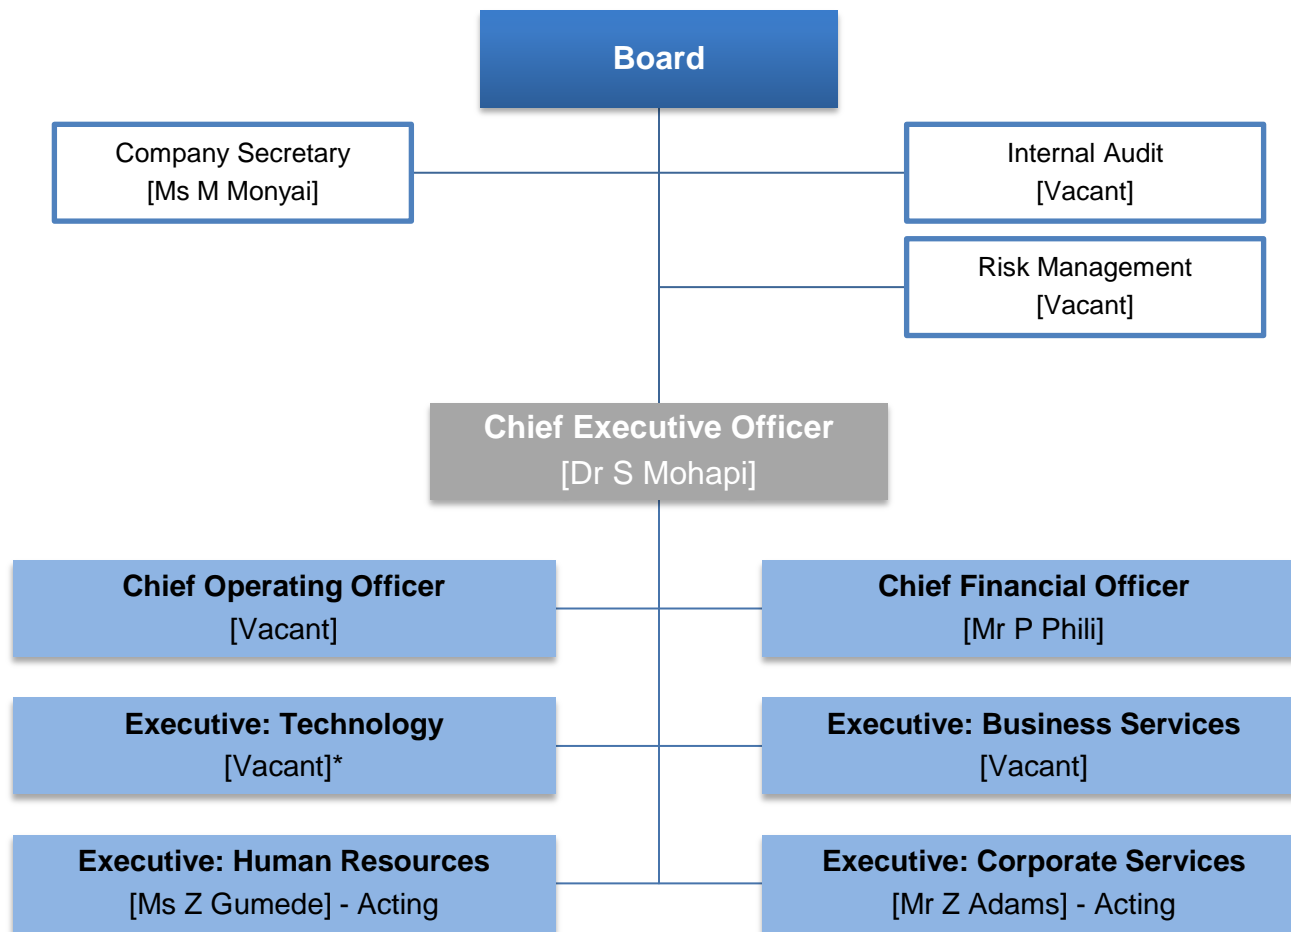 Board
Company Secretary
[Ms M Monyai]
Internal Audit
[Vacant]
Risk Management
[Vacant]
Chief Executive Officer
[Dr S Mohapi]
Chief Operating Officer
[Vacant]
Chief Financial Officer
[Mr P Phili]
Executive: Technology
[Vacant]*
Executive: Business Services
[Vacant]
Executive: Human Resources
[Ms Z Gumede] - Acting
Executive: Corporate Services
[Mr Z Adams] - Acting